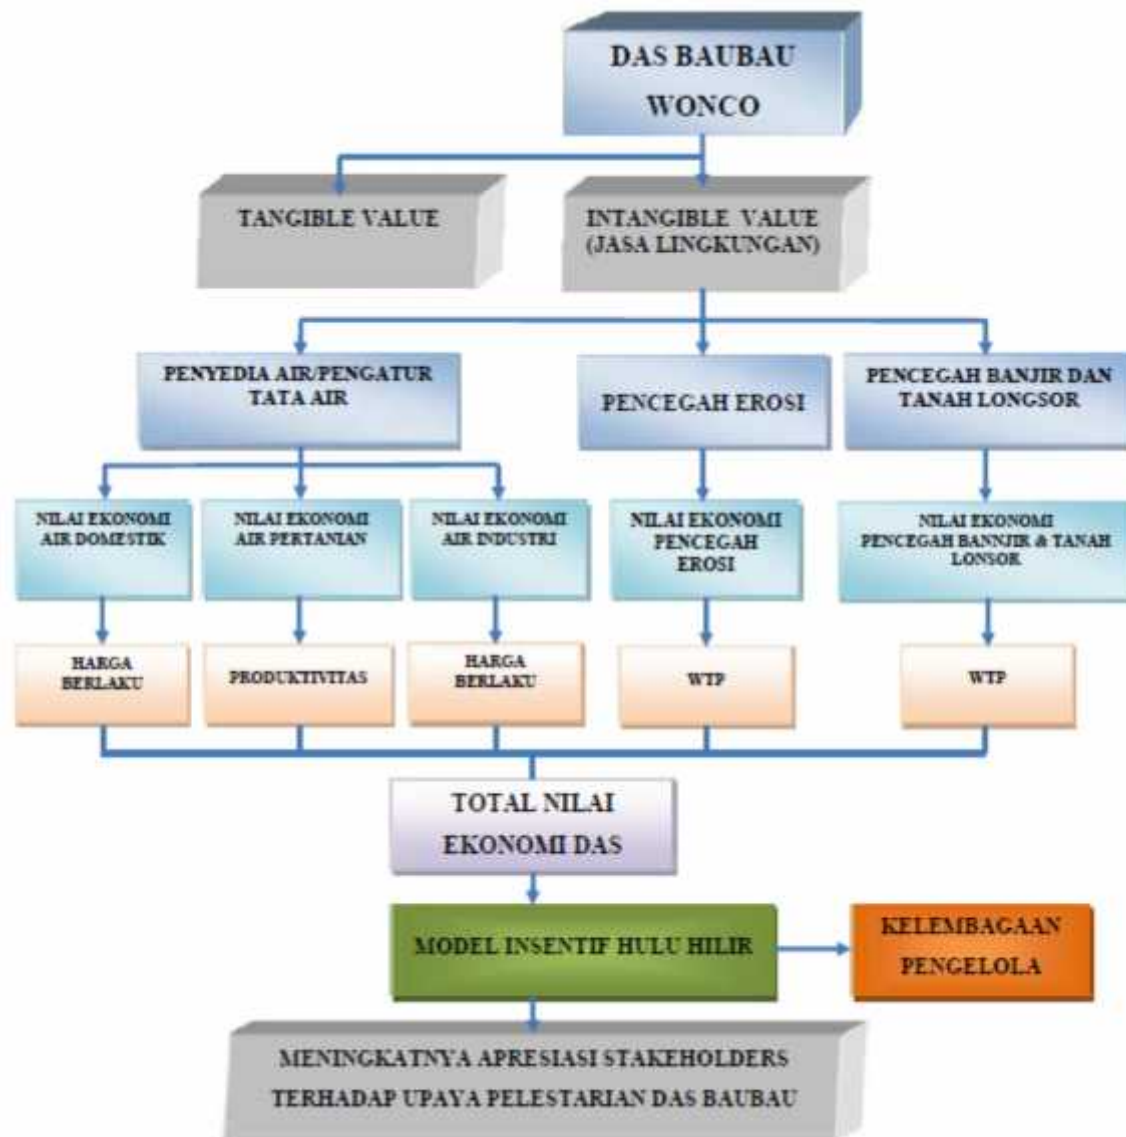 DAS BAUBAU
WONCO
TANGIBLE VALUE
INTANGIBLE VALUE
(JASA LINGKUNGAN)
PENYEDIA AIR/PENGATUR
TATA AIR
PENCEGAH EROSI
PENCEGAH BANJIR DAN
TANAH LONGSOR
NILAI EKONOMI
AIR DOMESTIK
NILAI EKONOMI
AIR PERTANIAN
NILAI EKONOMI
AIR INDUSTRI
NILAI EKONOMI
PENCEGAH
EROSI
NILAI EKONOMI
PENCEGAH BANNJIR & TANAH
LONSOR
HARGA
BERLAKU
PRODUKTIVITAS
HARGA
BERLAKU
WTP
WTP
TOTAL NILAI
EKONOMI DAS
MODEL INSENTIF HULU HILIR
KELEMBAGAAN
PENGELOLA
MENINGKATNYA APRESIASI STAKEHOLDERS
TERHADAP UPAYA PELESTARIAN DAS BAUBAU